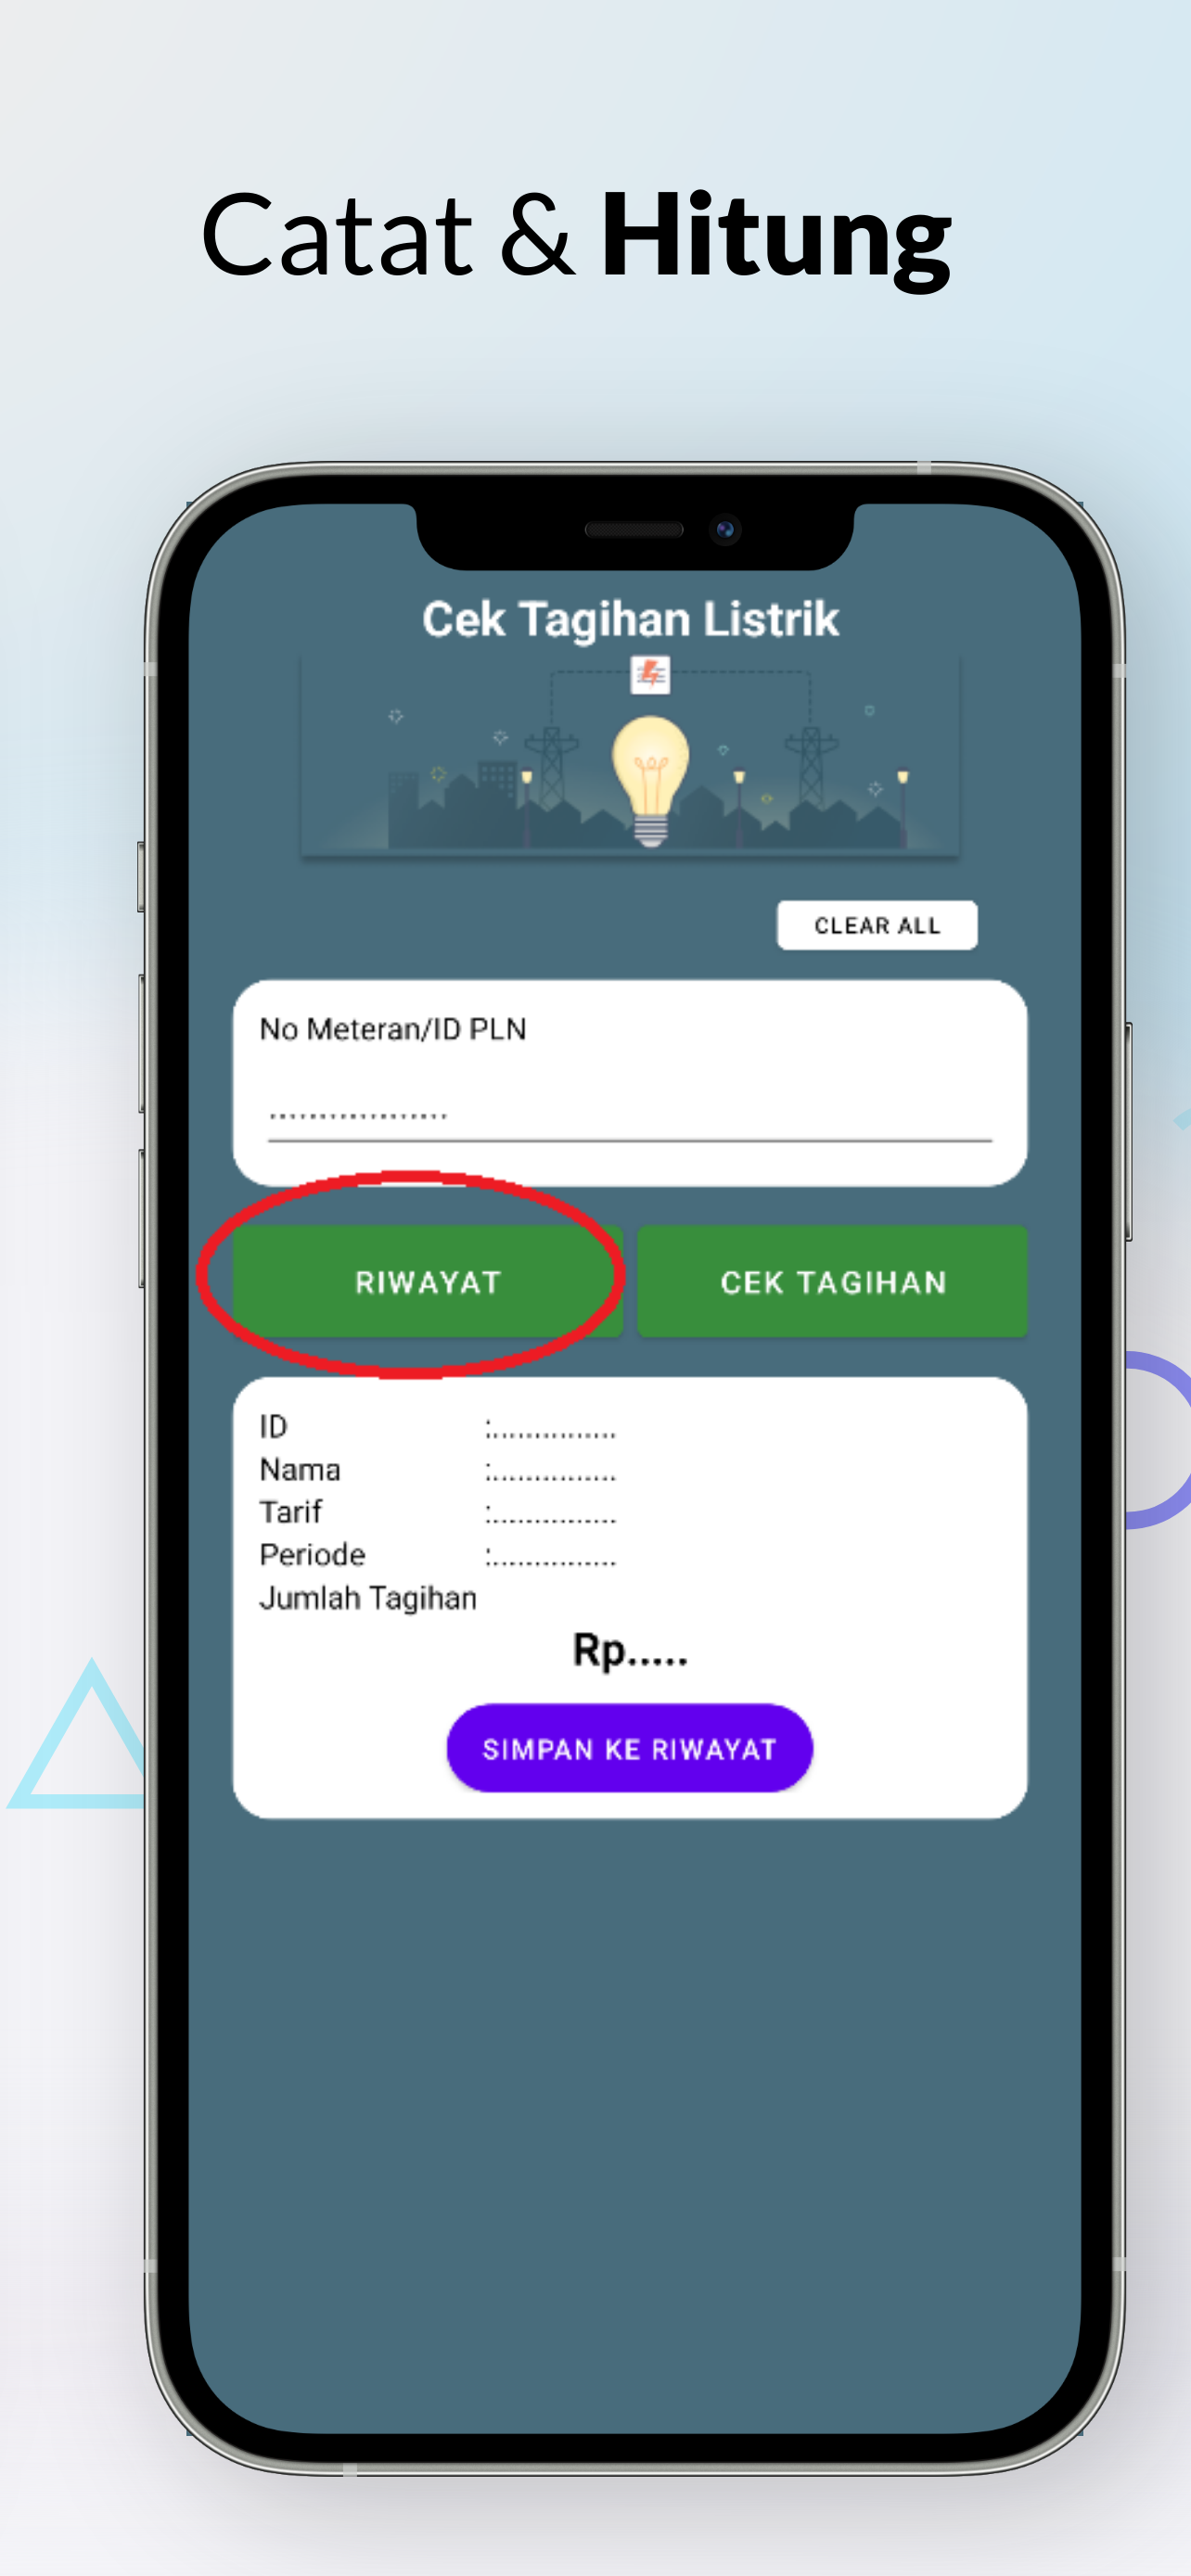 Catat & Hitung
Cek Tagihan Listrik
CLEAR ALL
No Meteran/ID PLN
..................
RIWAYAT
CEK TAGIHAN
ID :...............
Nama :...............
Tarif :...............
Periode :...............
Jumlah Tagihan
Rp.....
SIMPAN KE RIWAYAT